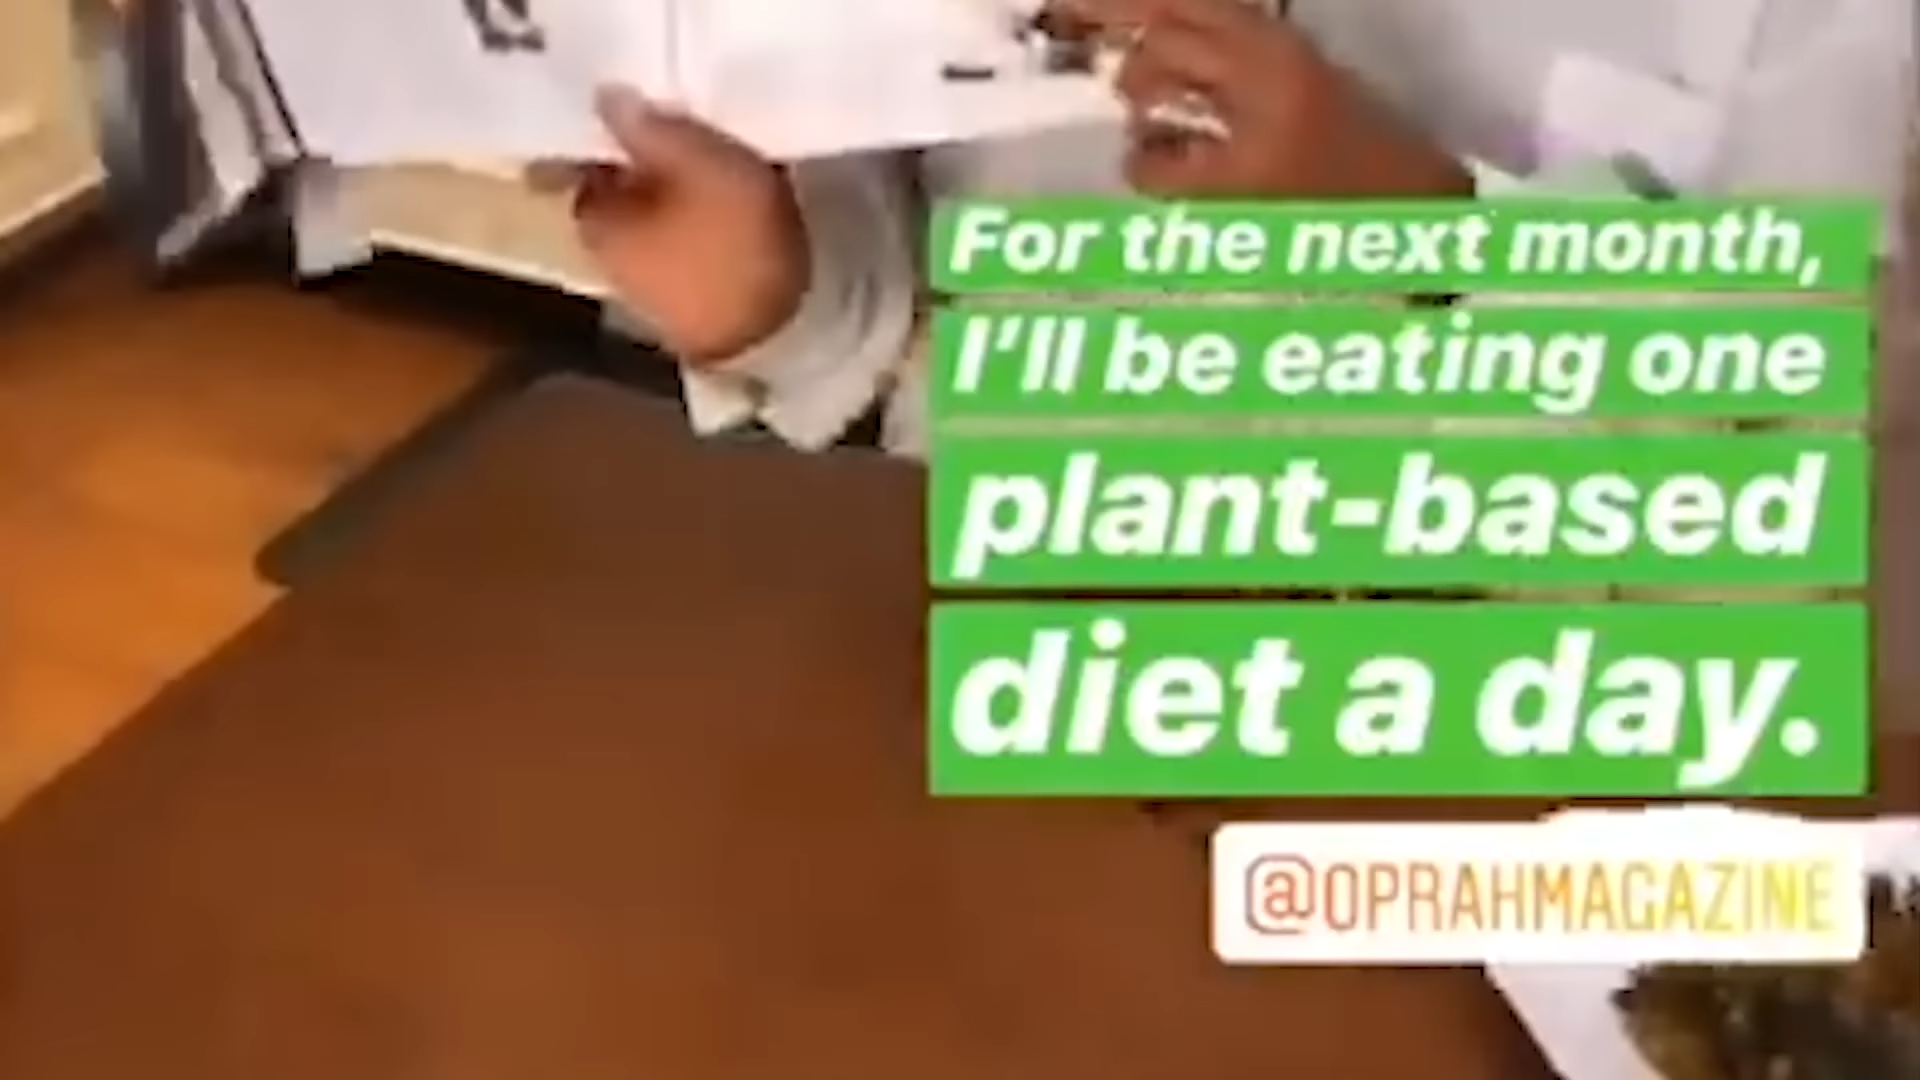 For the next month,
I'll be eating one
plant-based
diet a day.
@OPRAHMAGAZINE